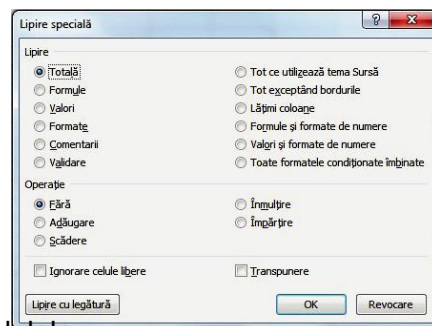 Lipire specială
Lipire
Totală
Formule
Valori
Formate
Comentarii
Validare
Tot ce utilizează tema Sursă
Tot exceptând bordurile
Lățimi coloane
Formule și formate de numere
Valori și formate de numere
Toate formatele condiționate îmbinate
Operație
Fără
Adăugare
Scădere
Înmulțire
Împărțire
Ignorare celule libere
Transpunere
Lipire cu legătură
OK
Revocare